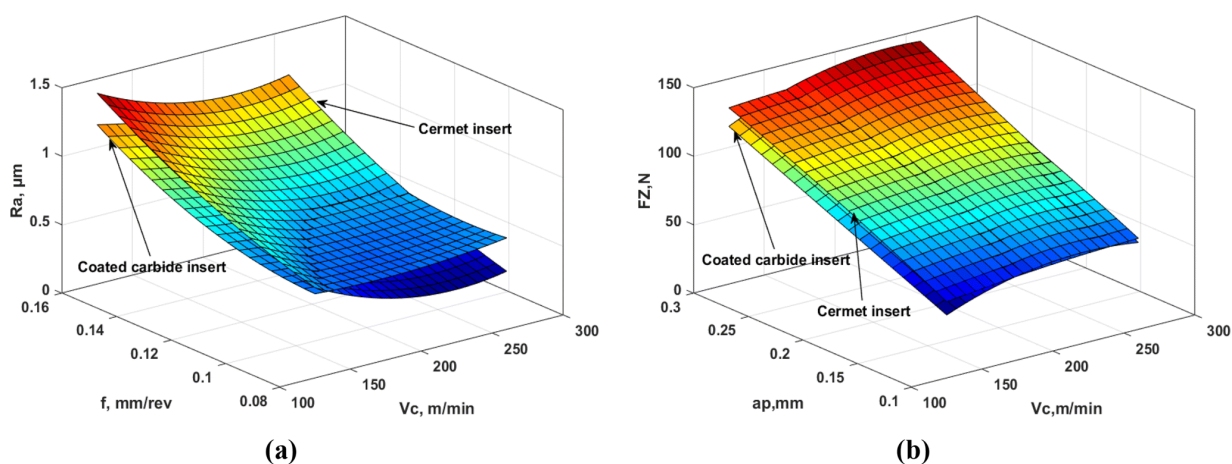 1.5
1
0.5
0
Ra, µm
0.16
0.14
0.12
0.1
0.08
f, mm/rev
100
150
200
250
300
Vc, m/min
Cermet insert
Coated carbide insert
(a)
150
100
50
0
FZ,N
0.3
0.25
0.2
0.15
0.1
ap,mm
100
150
200
250
300
Vc,m/min
Coated carbide insert
Cermet insert
(b)